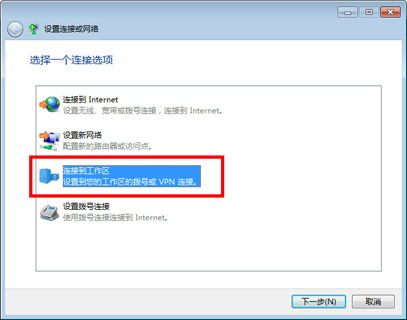 设置连接或网络
选择一个连接选项
连接到 Internet
设置无线、宽带或拨号连接，连接到 Internet。
设置新网络
配置新的路由器或访问点。
连接到工作区
设置到您的工作区的拨号或 VPN 连接。
设置拨号连接
使用拨号连接连接到 Internet。
下一步(N)
取消